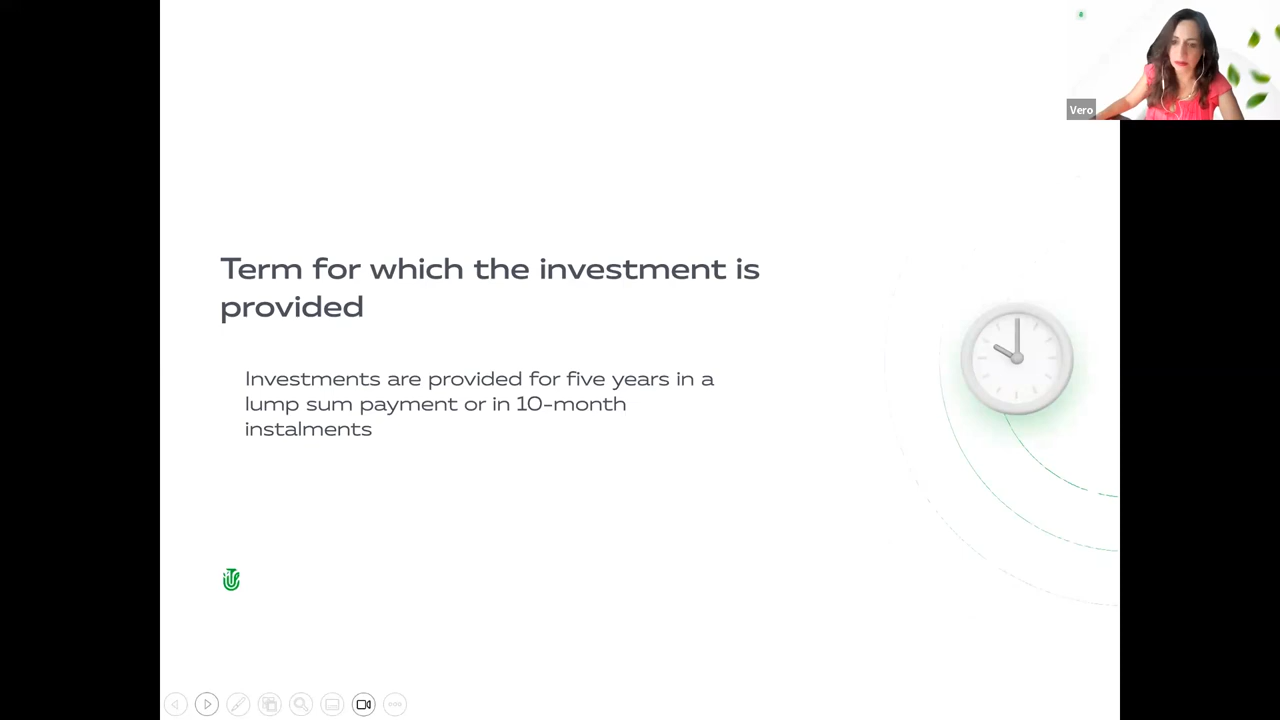 Vero
Term for which the investment is
provided
Investments are provided for five years in a
lump sum payment or in 10-month
instalments